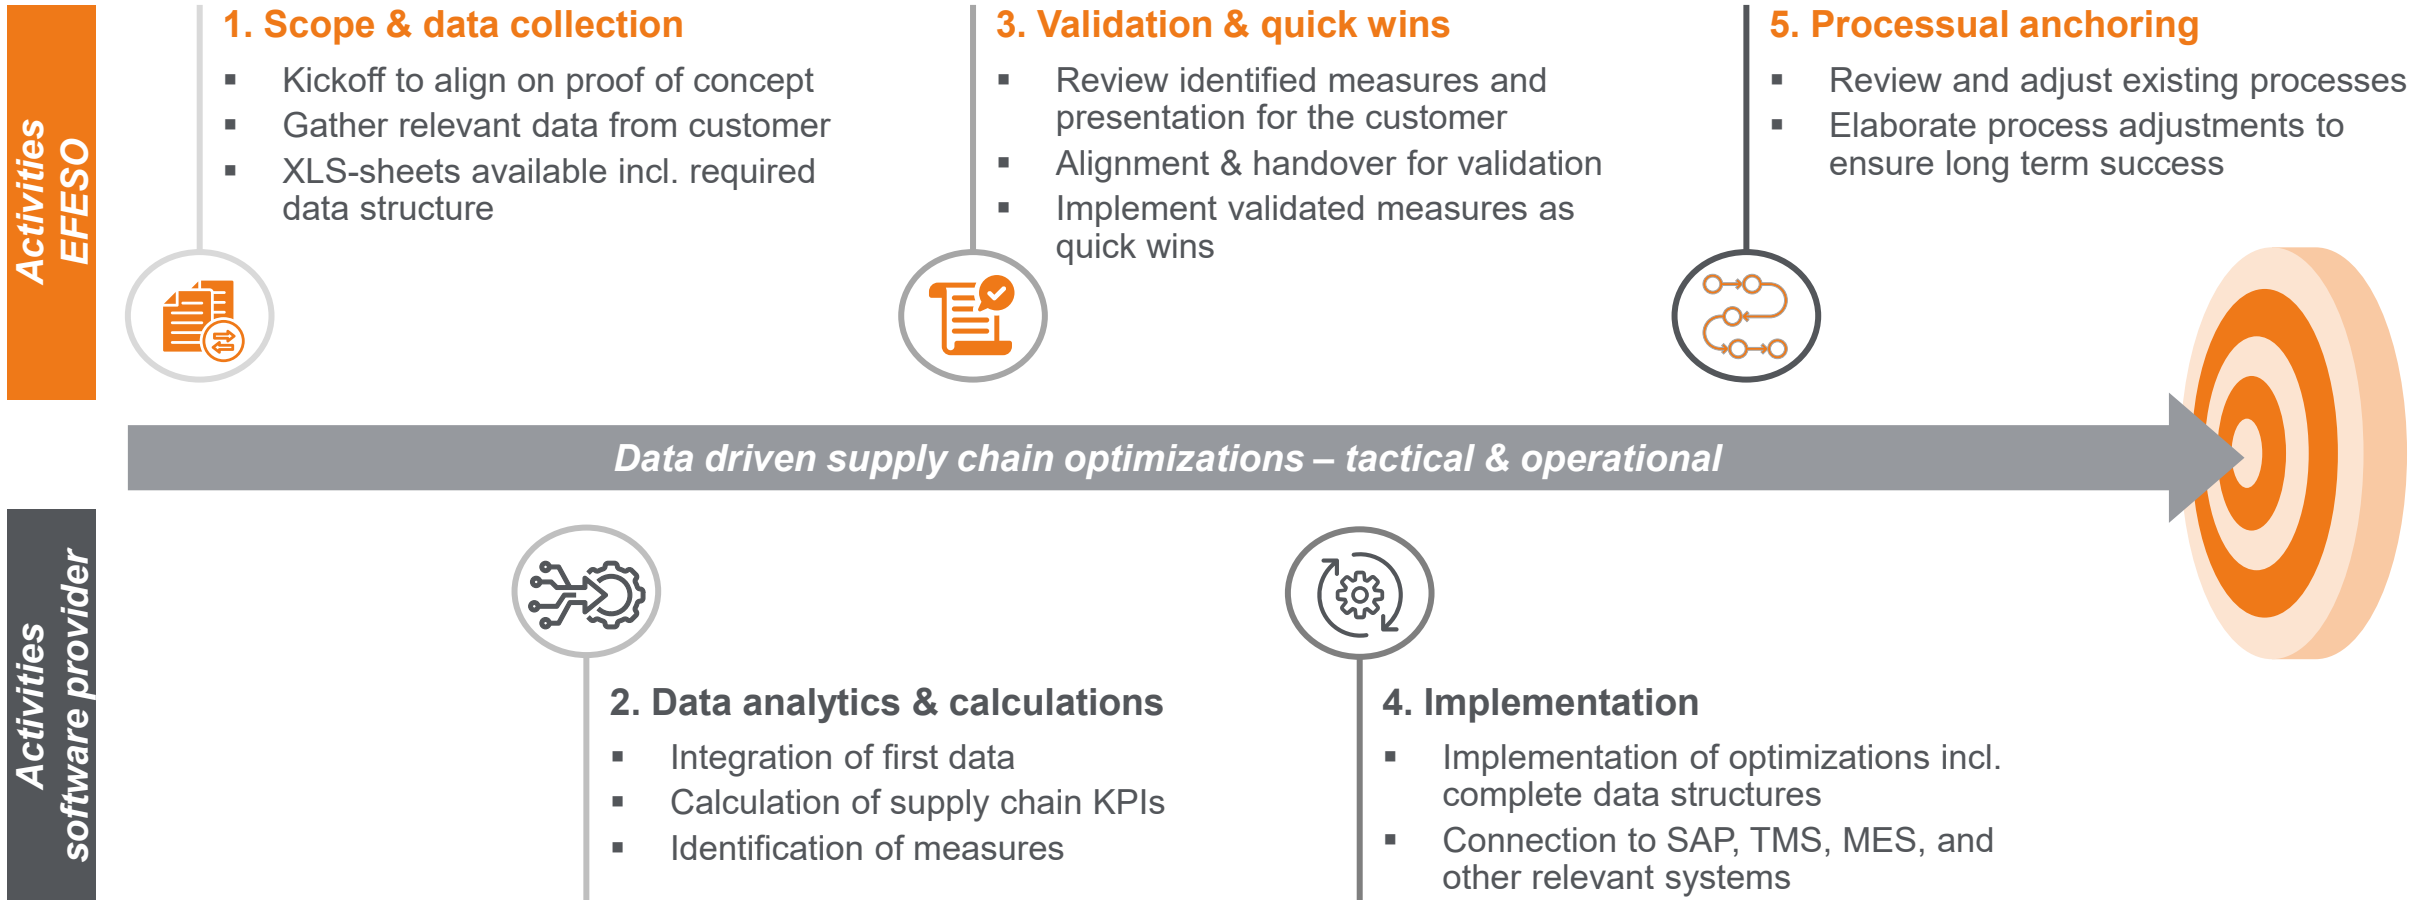 Activities
EFESO
1. Scope & data collection
▪ Kickoff to align on proof of concept
▪ Gather relevant data from customer
▪ XLS-sheets available incl. required
data structure
3. Validation & quick wins
▪ Review identified measures and
presentation for the customer
▪ Alignment & handover for validation
▪ Implement validated measures as
quick wins
5. Processual anchoring
▪ Review and adjust existing processes
▪ Elaborate process adjustments to
ensure long term success
Data driven supply chain optimizations – tactical & operational
Activities
software provider
2. Data analytics & calculations
▪ Integration of first data
▪ Calculation of supply chain KPIs
▪ Identification of measures
4. Implementation
▪ Implementation of optimizations incl.
complete data structures
▪ Connection to SAP, TMS, MES, and
other relevant systems